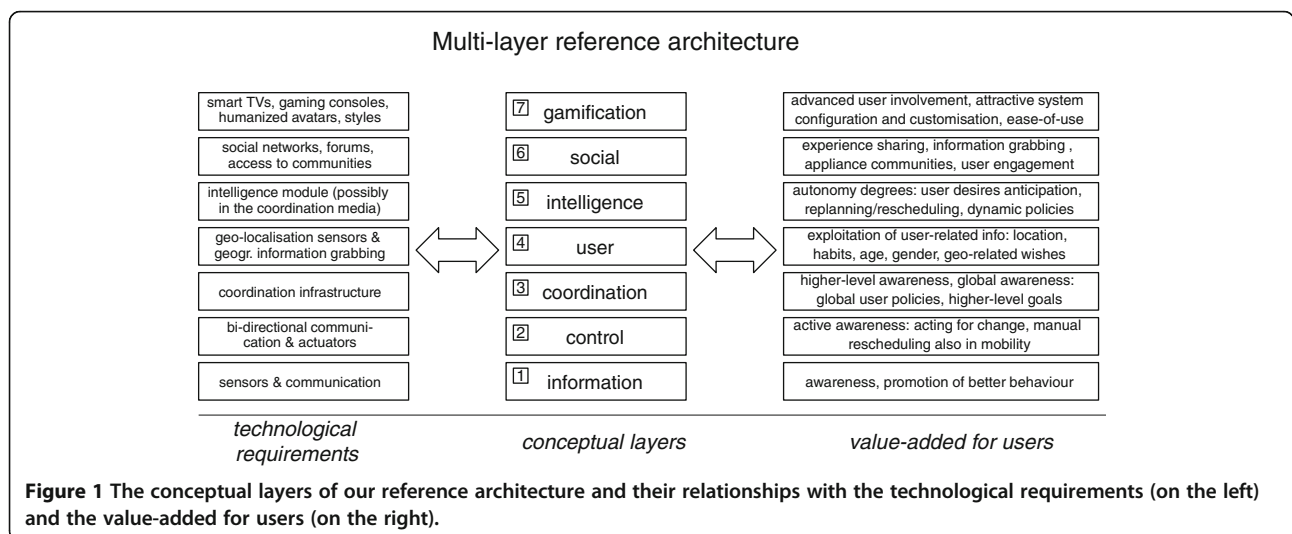 Multi-layer reference architecture
smart TVs, gaming consoles,
humanized avatars, styles
7 gamification
advanced user involvement, attractive system
configuration and customisation, ease-of-use
social networks, forums,
access to communities
6 social
experience sharing, information grabbing ,
appliance communities, user engagement
intelligence module (possibly
in the coordination media)
5 intelligence
autonomy degrees: user desires anticipation,
replanning/rescheduling, dynamic policies
geo-localisation sensors &
geogr. information grabbing
4 user
exploitation of user-related info: location,
habits, age, gender, geo-related wishes
coordination infrastructure
3 coordination
higher-level awareness, global awareness:
global user policies, higher-level goals
bi-directional communi-
cation & actuators
2 control
active awareness: acting for change, manual
rescheduling also in mobility
sensors & communication
1 information
awareness, promotion of better behaviour
technological
requirements
conceptual layers
value-added for users
Figure 1 The conceptual layers of our reference architecture and their relationships with the technological requirements (on the left)
and the value-added for users (on the right).